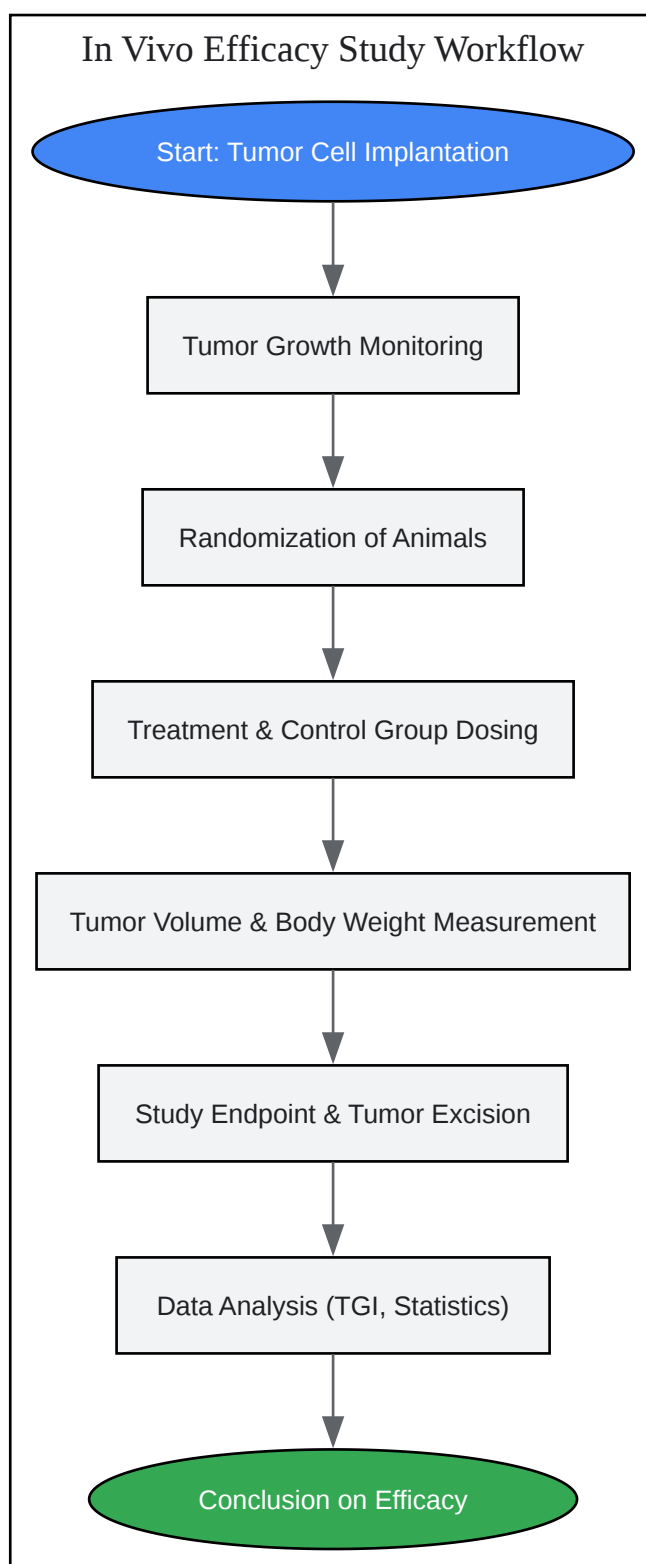 In Vivo Efficacy Study Workflow
Start: Tumor Cell Implantation
Tumor Growth Monitoring
Randomization of Animals
Treatment & Control Group Dosing
Tumor Volume & Body Weight Measurement
Study Endpoint & Tumor Excision
Data Analysis (TGI, Statistics)
Conclusion on Efficacy